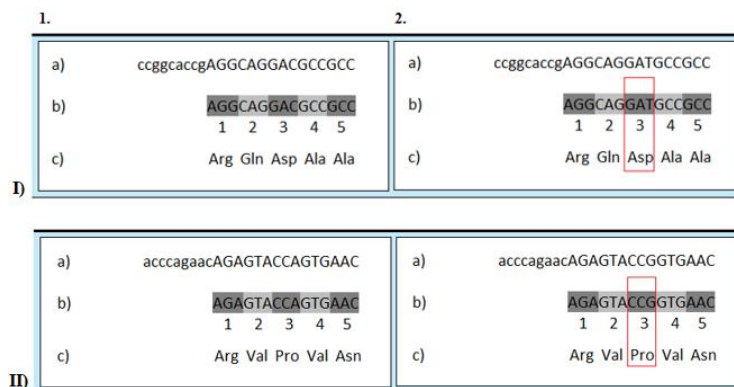 1.
2.
I)
a) ccggcaccgAGGCAGGACGCCGCC
b) AGGCAGGACGCCGCC
1 2 3 4 5
c) Arg Gln Asp Ala Ala
a) ccggcaccgAGGCAGGATGCCGCC
b) AGGCAGGATGCCGCC
1 2 3 4 5
c) Arg Gln Asp Ala Ala
II)
a) acccagaacAGAGTACCAGTGAAC
b) AGAGTACCAGTGAAC
1 2 3 4 5
c) Arg Val Pro Val Asn
a) acccagaacAGAGTACCGGTGAAC
b) AGAGTACCGGTGAAC
1 2 3 4 5
c) Arg Val Pro Val Asn